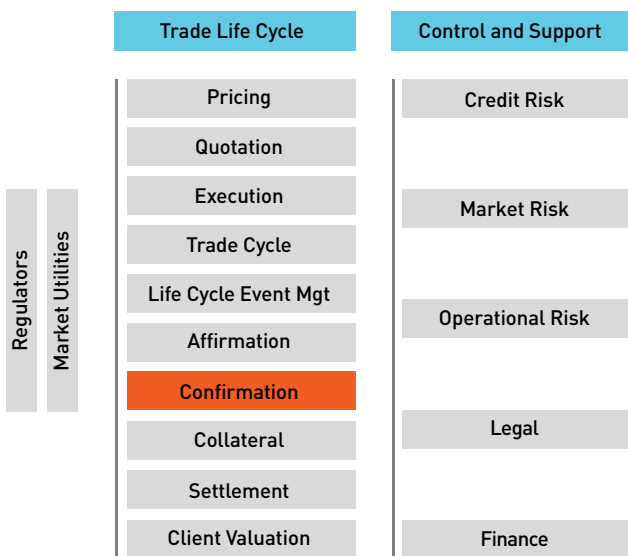 Trade Life Cycle
Control and Support
Pricing
Quotation
Execution
Trade Cycle
Life Cycle Event Mgt
Affirmation
Confirmation
Collateral
Settlement
Client Valuation
Credit Risk
Market Risk
Operational Risk
Legal
Finance
Regulators
Market Utilities